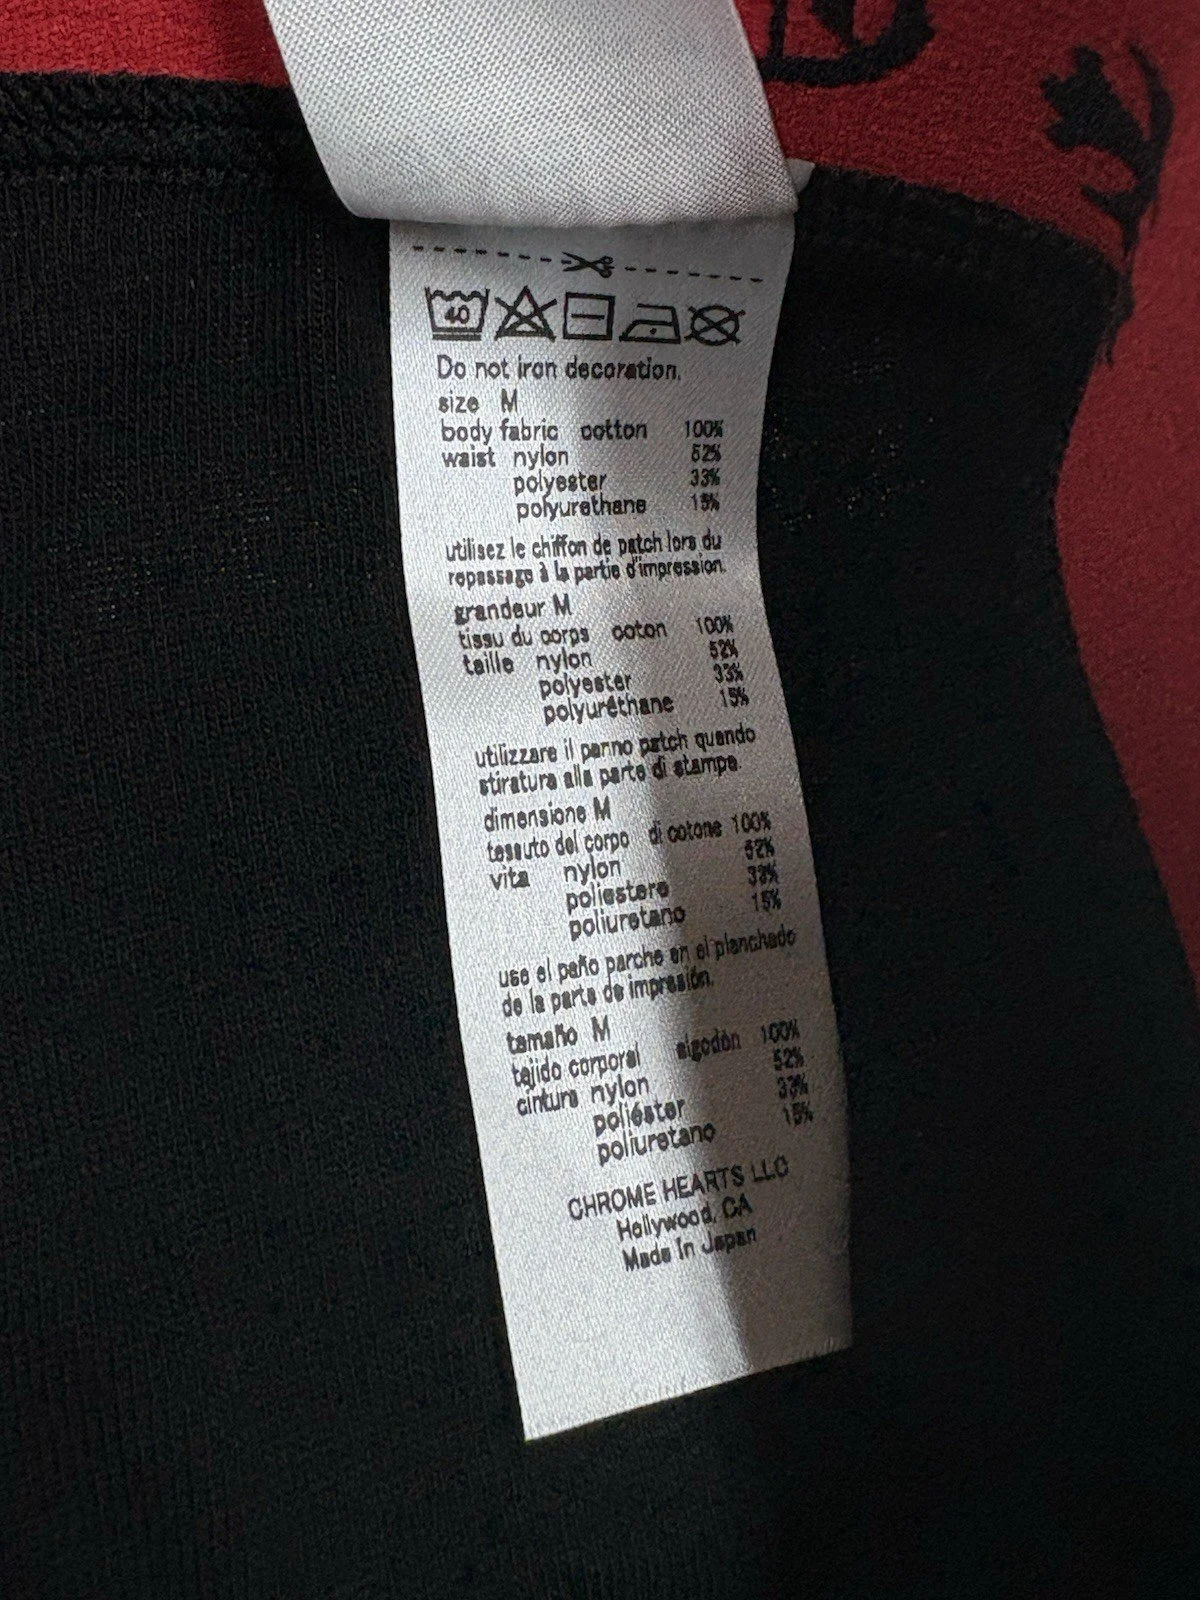 40
Do not iron decoration.
size M
body fabric cotton 100%
waist nylon 52%
polyester 33%
polyurethane 15%
utilisez le chiffon de patch lors du
repassage à la partie d'impression.
grandeur M
tissu du corps coton 100%
taille nylon 52%
polyester 33%
polyuréthane 15%
utilizzare il panno patch quando
stiratura alla parte di stampa.
dimensione M
tessuto del corpo di cotone 100%
vita nylon 52%
poliestere 33%
poliuretano 15%
use el paño parche en el planchado
de la parte de impresión.
tamaño M
tejido corporal algodòn 100%
cintura nylon 52%
poliéster 33%
poliuretano 15%
CHROME HEARTS LLC
Hollywood, CA
Made In Japan